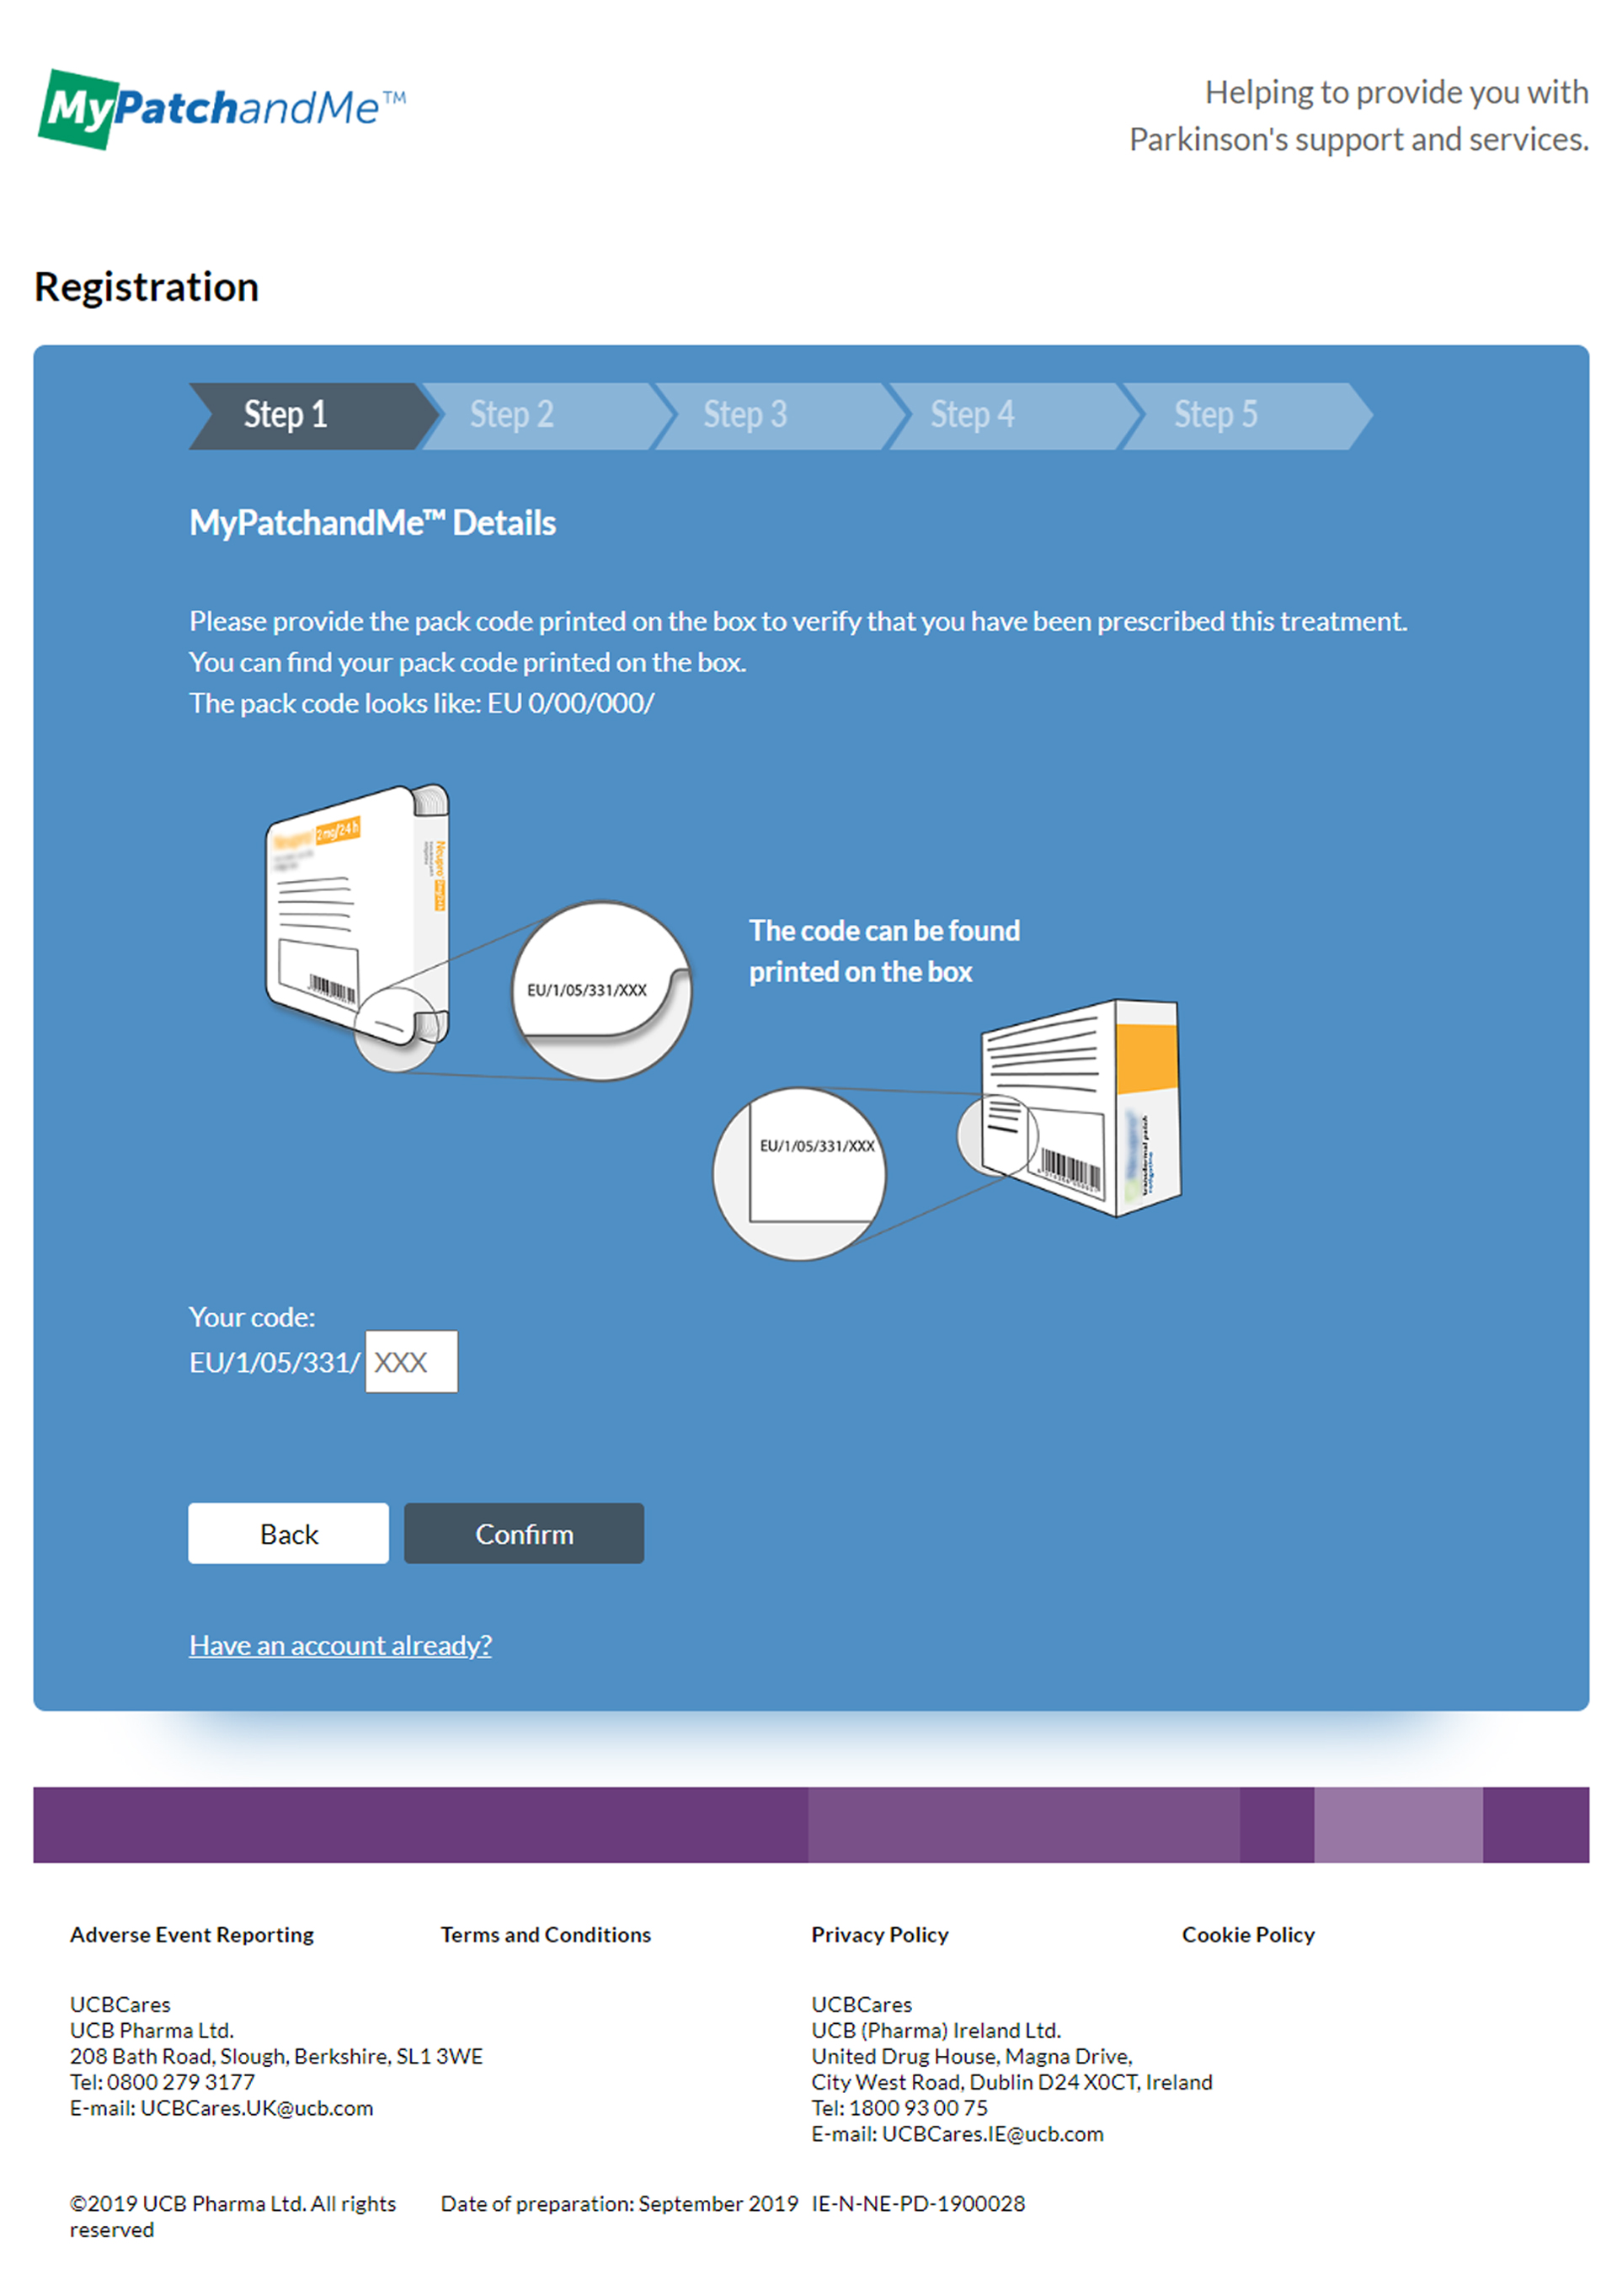 MyPatchandMe™
Helping to provide you with
Parkinson's support and services.
Registration
Step 1
Step 2
Step 3
Step 4
Step 5
MyPatchandMe™ Details
Please provide the pack code printed on the box to verify that you have been prescribed this treatment.
You can find your pack code printed on the box.
The pack code looks like: EU 0/00/000/
Neupro 2mg/24h
Neupro
EU/1/05/331/XXX
The code can be found
printed on the box
EU/1/05/331/XXX
transdermal patch
rotigotine
Your code:
EU/1/05/331/ XXX
Back
Confirm
Have an account already?
Adverse Event Reporting
Terms and Conditions
Privacy Policy
Cookie Policy
UCBCares
UCB Pharma Ltd.
208 Bath Road, Slough, Berkshire, SL1 3WE
Tel: 0800 279 3177
E-mail: UCBCares.UK@ucb.com
UCBCares
UCB (Pharma) Ireland Ltd.
United Drug House, Magna Drive,
City West Road, Dublin D24 X0CT, Ireland
Tel: 1800 93 00 75
E-mail: UCBCares.IE@ucb.com
©2019 UCB Pharma Ltd. All rights
reserved
Date of preparation: September 2019
IE-N-NE-PD-1900028